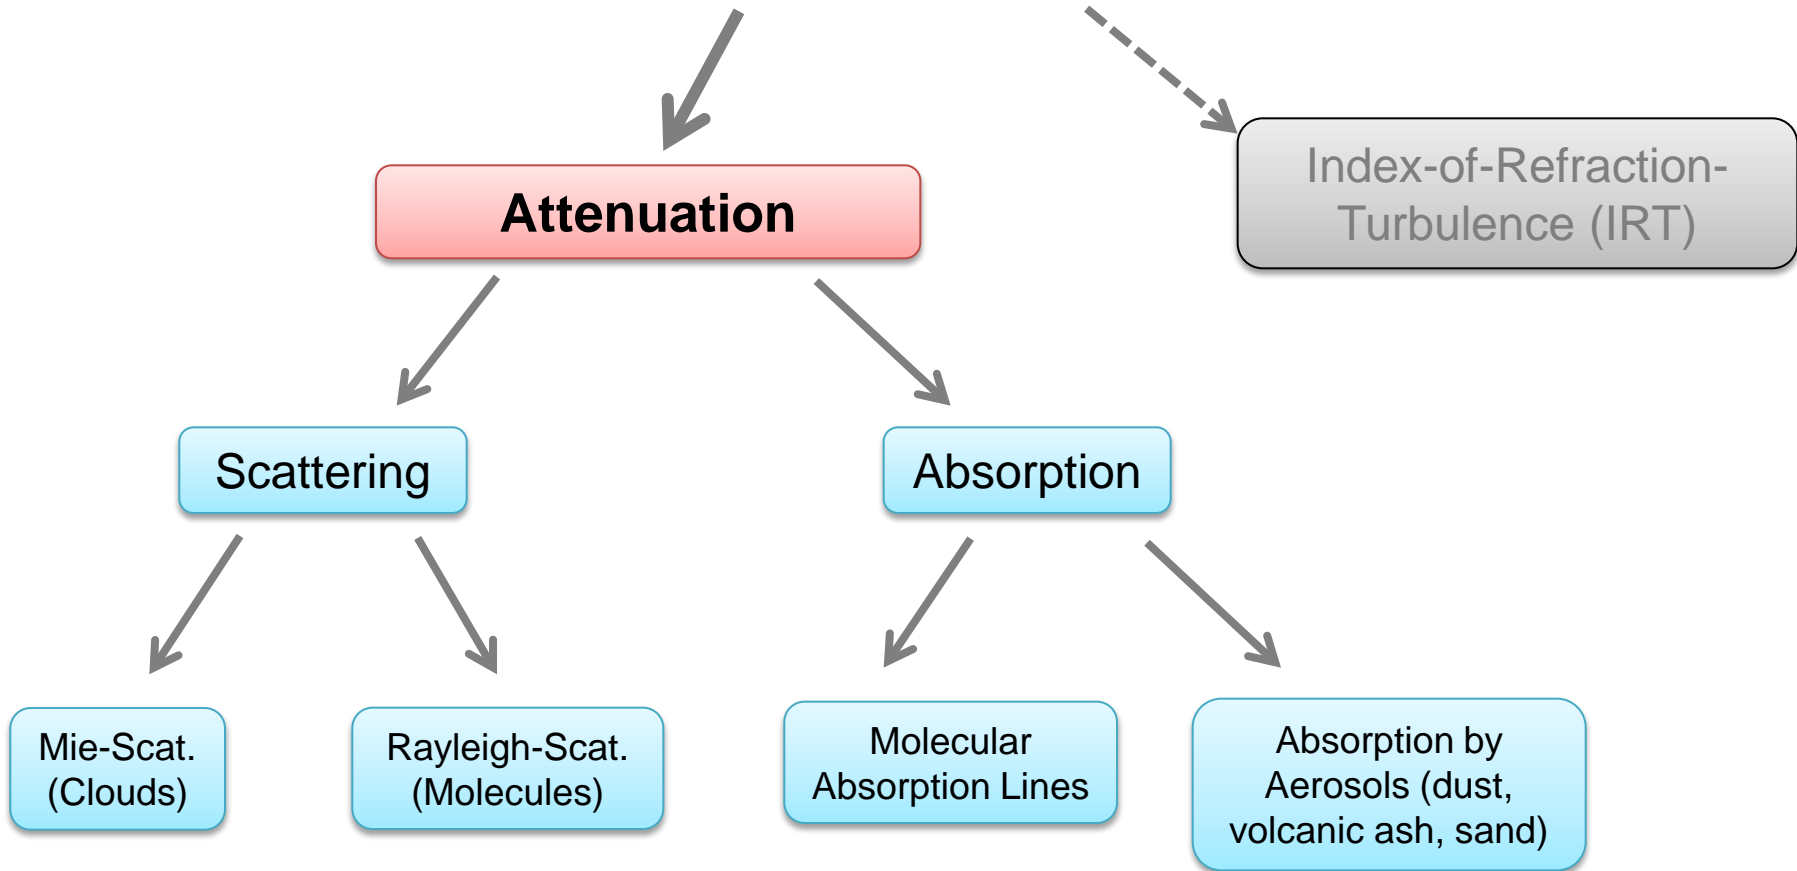 Attenuation
Index-of-Refraction-
Turbulence (IRT)
Scattering
Absorption
Mie-Scat.
(Clouds)
Rayleigh-Scat.
(Molecules)
Molecular
Absorption Lines
Absorption by
Aerosols (dust,
volcanic ash, sand)